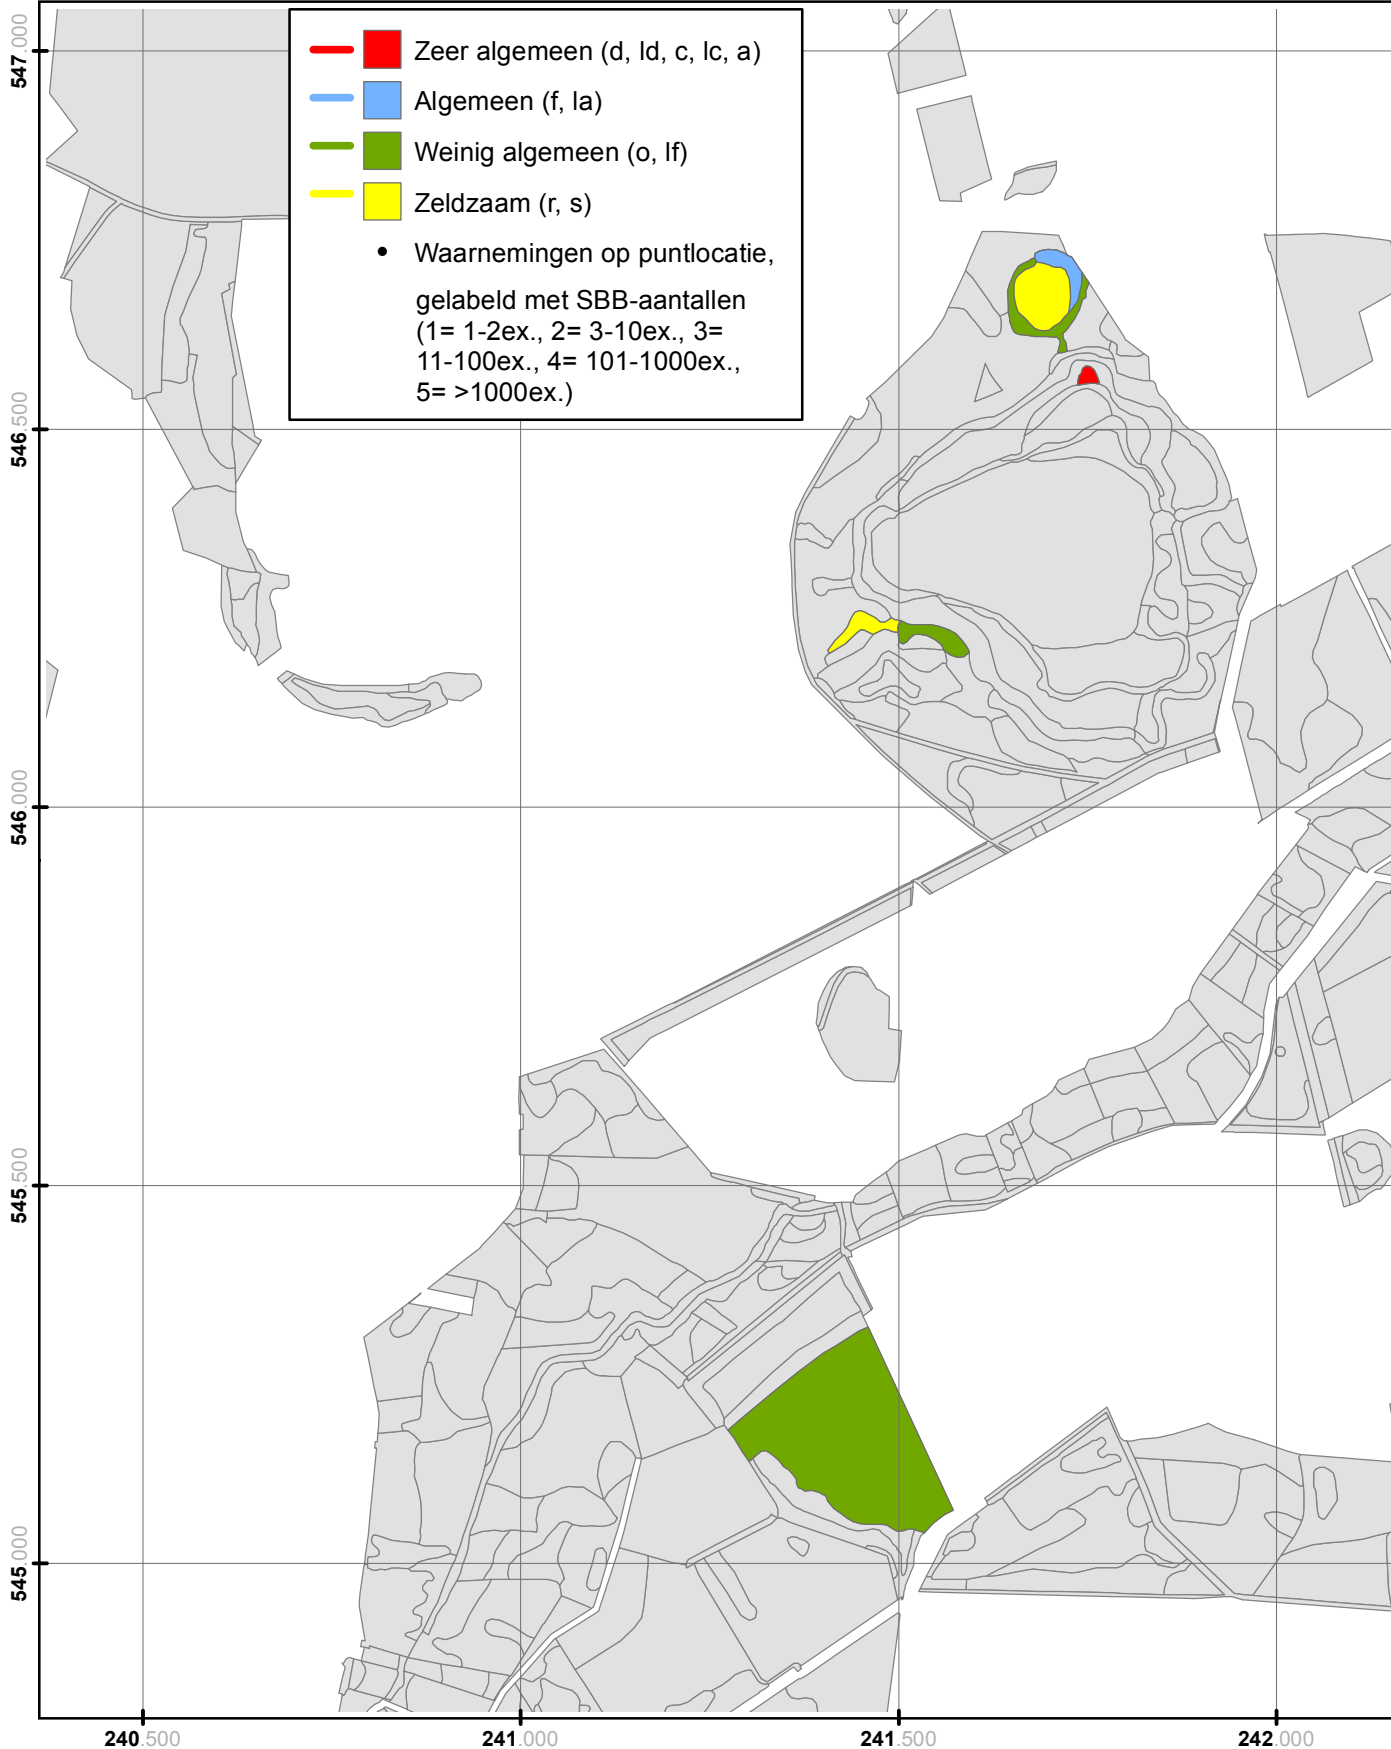 Zeer algemeen (d, ld, c, lc, a)
Algemeen (f, la)
Weinig algemeen (o, lf)
Zeldzaam (r, s)
Waarnemingen op puntlocatie,
gelabeld met SBB-aantallen
(1= 1-2ex., 2= 3-10ex., 3=
11-100ex., 4= 101-1000ex.,
5= >1000ex.)
547.000
546.500
546.000
545.500
545.000
240.500
241.000
241.500
242.000